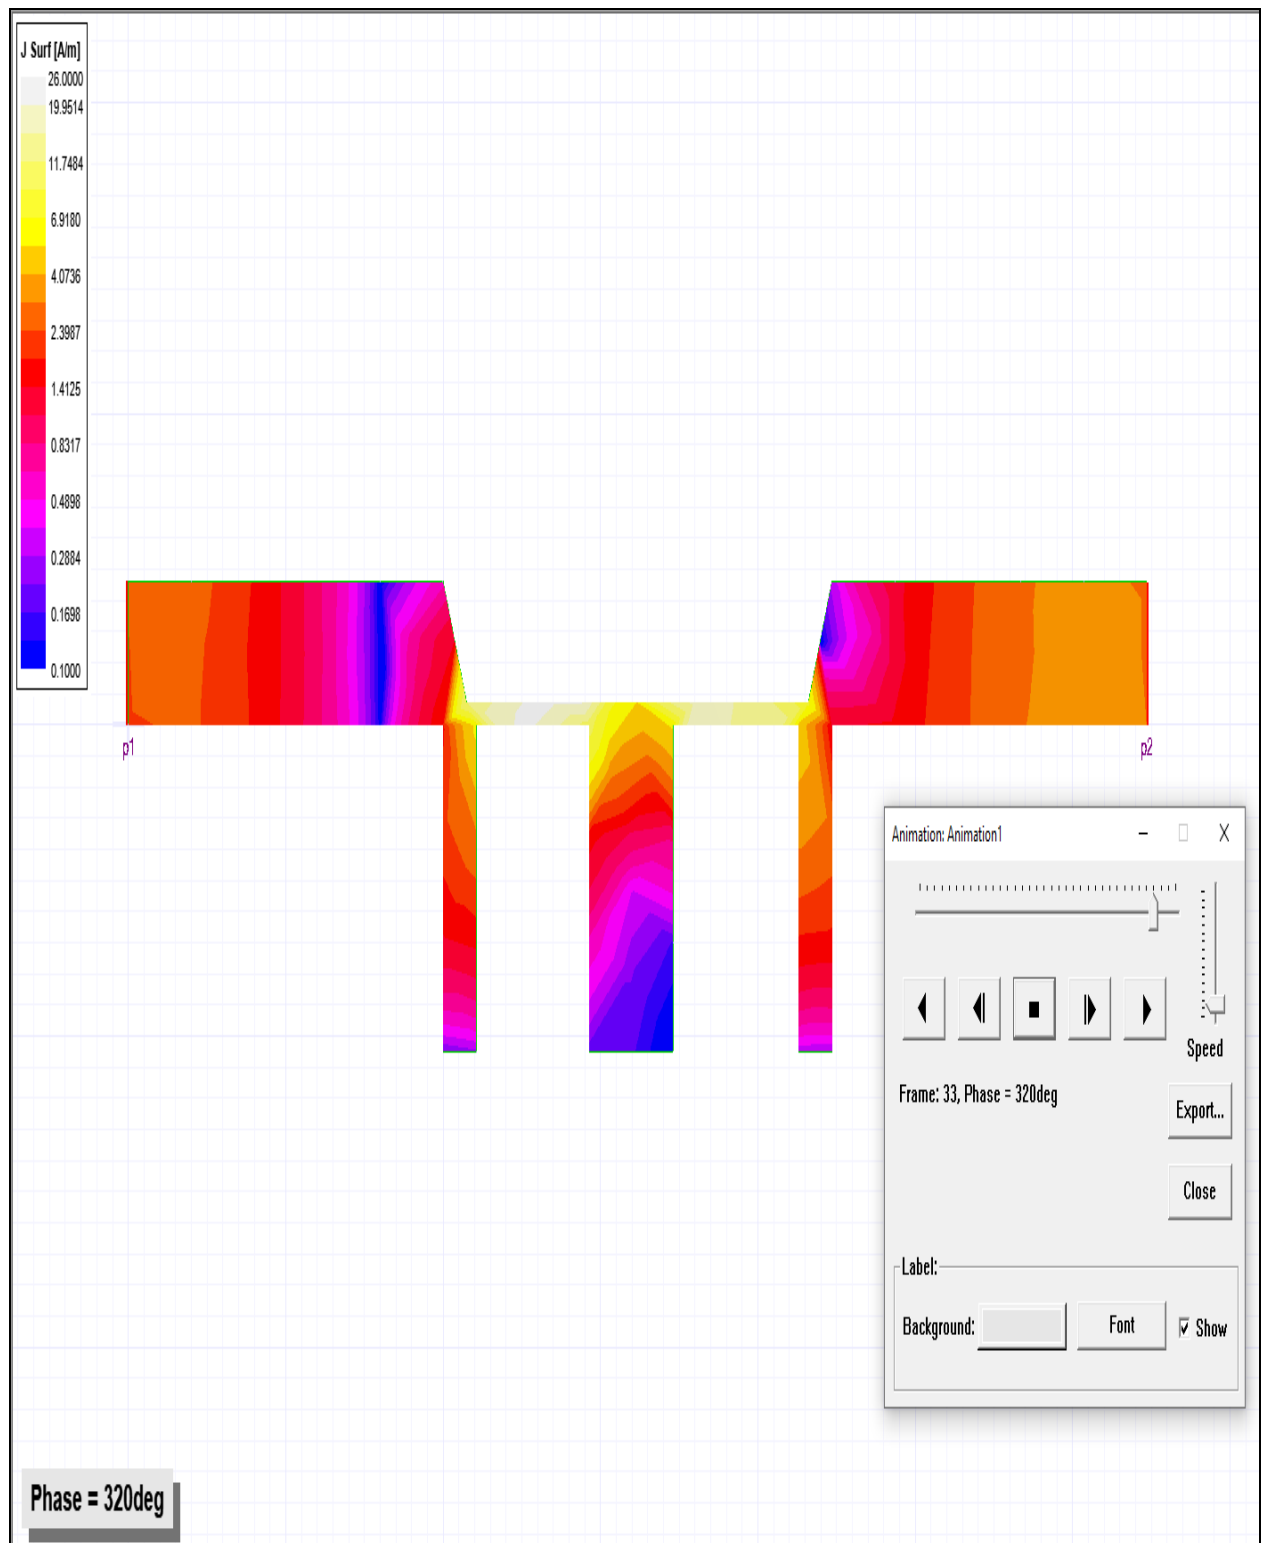 J Surf [A/m]
26.0000
19.9514
11.7484
6.9180
4.0736
2.3987
1.4125
0.8317
0.4898
0.2884
0.1698
0.1000
p1
p2
Animation: Animation1
Speed
Frame: 33, Phase = 320deg
Export...
Close
Label:
Background:
Font
Show
Phase = 320deg